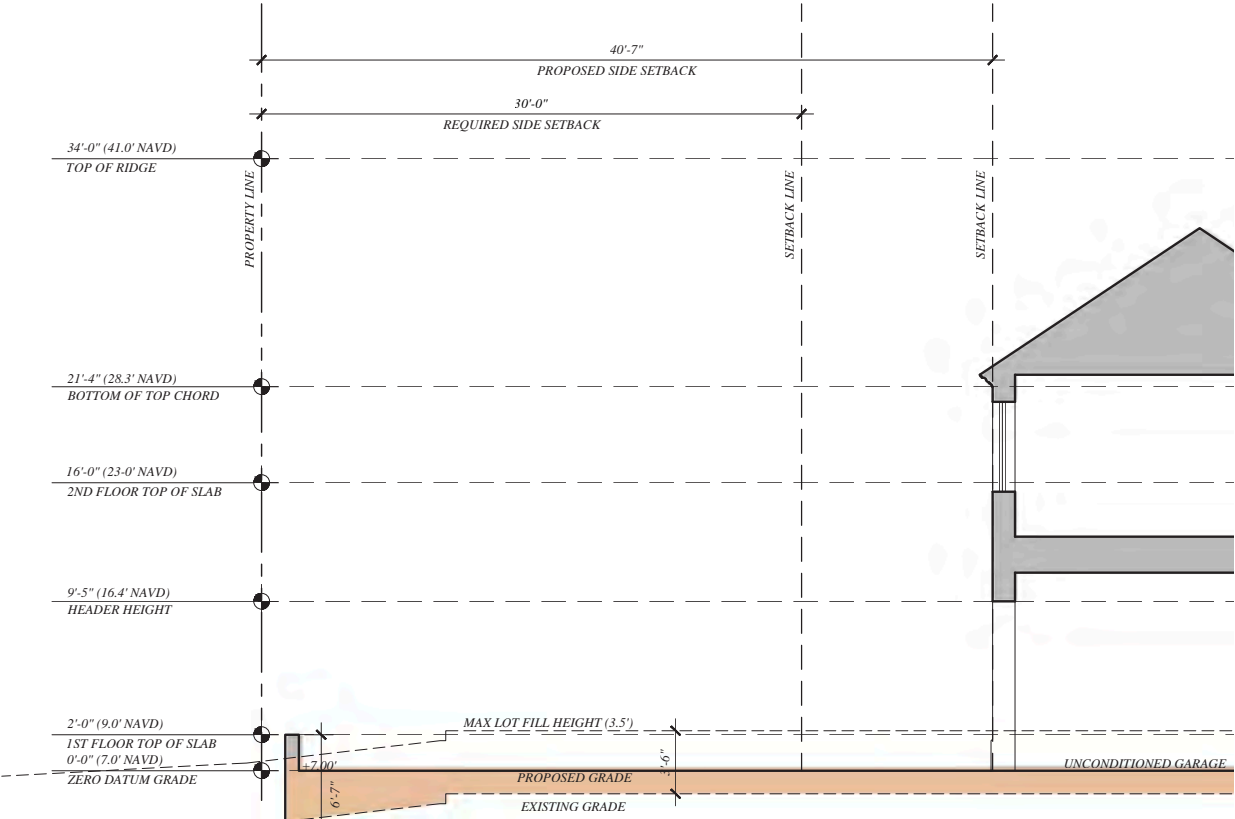 40'-7"
PROPOSED SIDE SETBACK
30'-0"
REQUIRED SIDE SETBACK
34'-0" (41.0' NAVD)
TOP OF RIDGE
PROPERTY LINE
SETBACK LINE
SETBACK LINE
21'-4" (28.3' NAVD)
BOTTOM OF TOP CHORD
16'-0" (23-0' NAVD)
2ND FLOOR TOP OF SLAB
9'-5" (16.4' NAVD)
HEADER HEIGHT
2'-0" (9.0' NAVD)
MAX LOT FILL HEIGHT (3.5')
1ST FLOOR TOP OF SLAB
0'-0" (7.0' NAVD)
+7.00'
3'-6"
UNCONDITIONED GARAGE
ZERO DATUM GRADE
PROPOSED GRADE
6'-7"
EXISTING GRADE